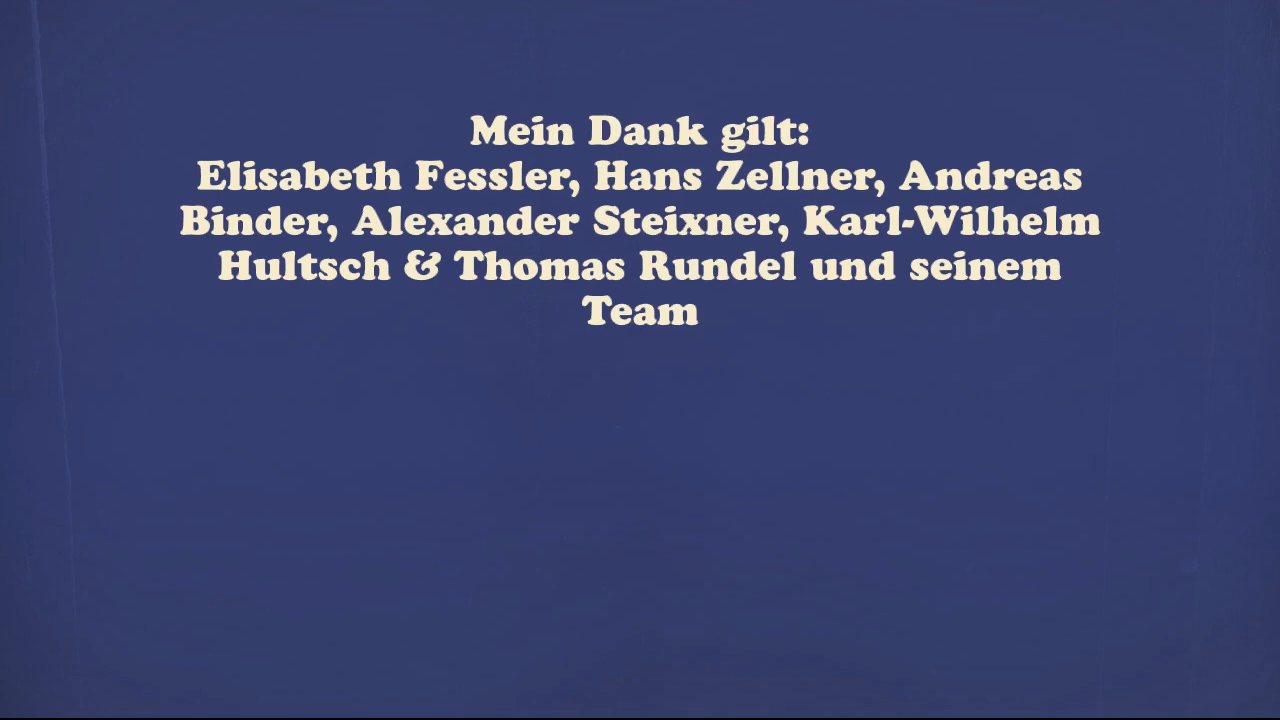 Mein Dank gilt:
Elisabeth Fessler, Hans Zellner, Andreas
Binder, Alexander Steixner, Karl-Wilhelm
Hultsch & Thomas Rundel und seinem
Team